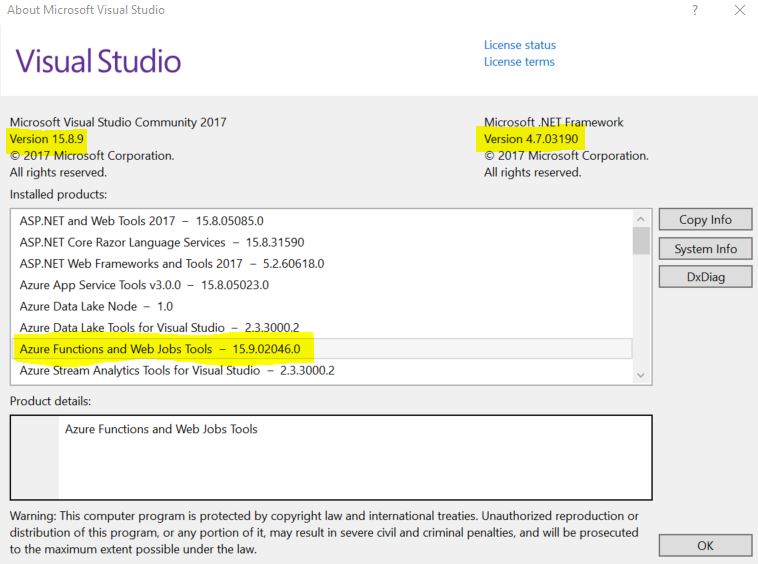 About Microsoft Visual Studio
?
Visual Studio
License status
License terms
Microsoft Visual Studio Community 2017
Version 15.8.9
© 2017 Microsoft Corporation.
All rights reserved.
Microsoft .NET Framework
Version 4.7.03190
© 2017 Microsoft Corporation.
All rights reserved.
Installed products:
ASP.NET and Web Tools 2017 – 15.8.05085.0
ASP.NET Core Razor Language Services – 15.8.31590
ASP.NET Web Frameworks and Tools 2017 – 5.2.60618.0
Azure App Service Tools v3.0.0 – 15.8.05023.0
Azure Data Lake Node – 1.0
Azure Data Lake Tools for Visual Studio – 2.3.3000.2
Azure Functions and Web Jobs Tools – 15.9.02046.0
Azure Stream Analytics Tools for Visual Studio – 2.3.3000.2
Copy Info
System Info
DxDiag
Product details:
Azure Functions and Web Jobs Tools
Warning: This computer program is protected by copyright law and international treaties. Unauthorized reproduction or
distribution of this program, or any portion of it, may result in severe civil and criminal penalties, and will be prosecuted
to the maximum extent possible under the law.
OK